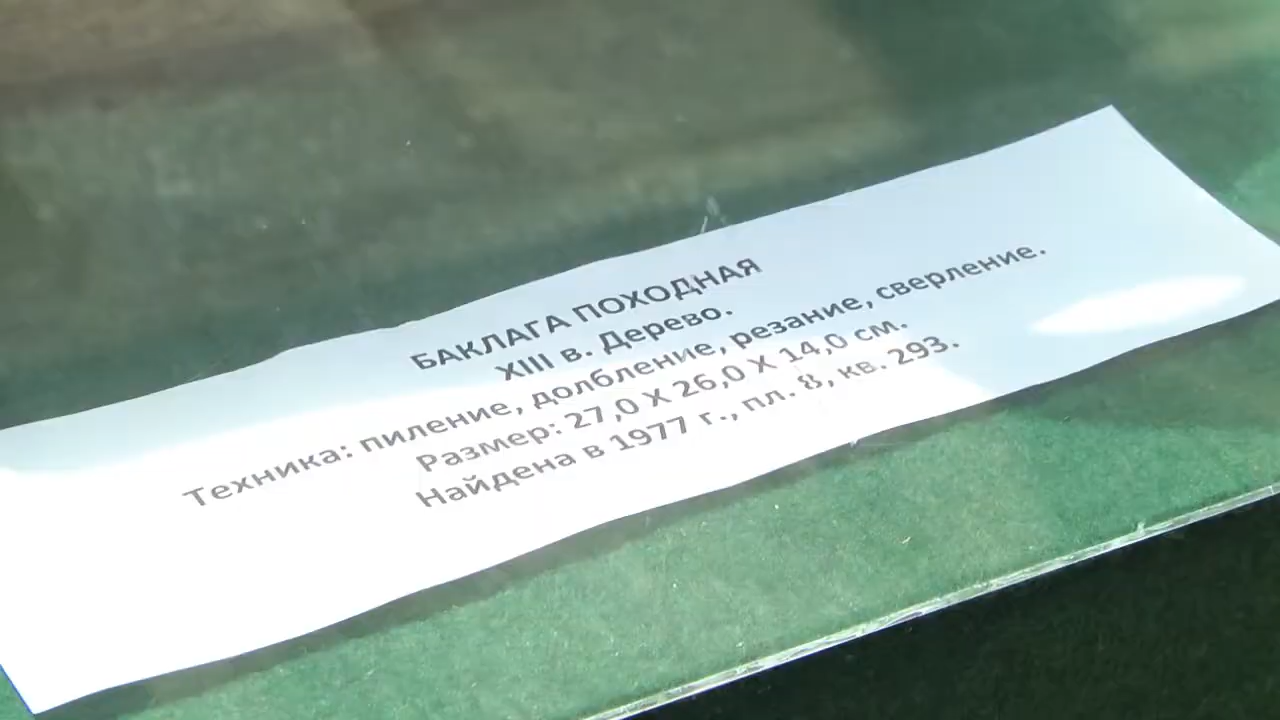 БАКЛАГА ПОХОДНАЯ
XIII в. Дерево.
Техника: пиление, долбление, резание, сверление.
Размер: 27,0 Х 26,0 Х 14,0 см.
Найдена в 1977 г., пл. 8, кв. 293.